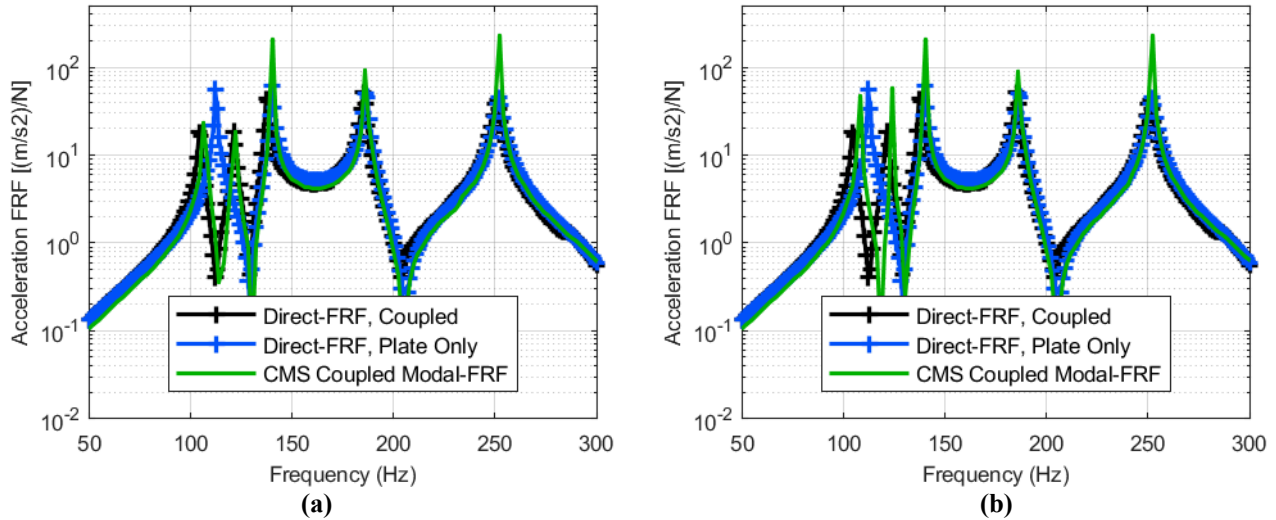 10^2
10^1
10^0
10^-1
10^-2
Acceleration FRF [(m/s2)/N]
Direct-FRF, Coupled
Direct-FRF, Plate Only
CMS Coupled Modal-FRF
50 100 150 200 250 300
Frequency (Hz)
(a)
10^2
10^1
10^0
10^-1
10^-2
Acceleration FRF [(m/s2)/N]
Direct-FRF, Coupled
Direct-FRF, Plate Only
CMS Coupled Modal-FRF
50 100 150 200 250 300
Frequency (Hz)
(b)